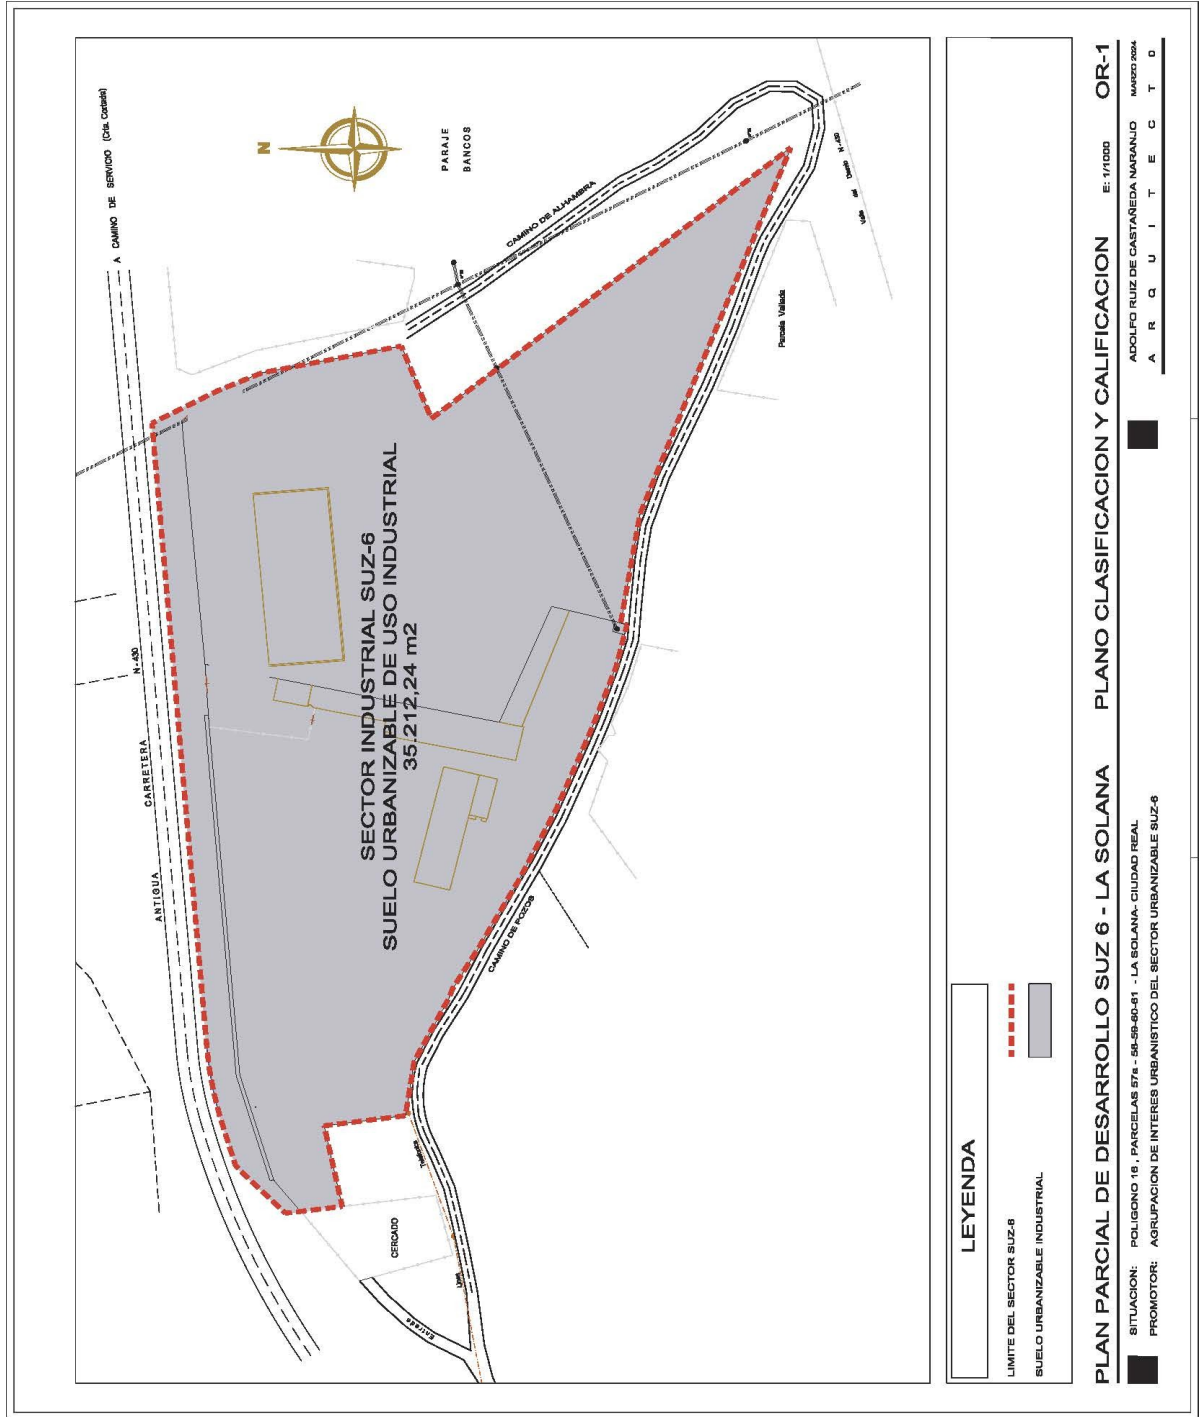 A CAMINO DE SERVICIO (Crta. Cortada)
N
PARAJE
BANCOS
CAMINO DE ALHAMBRA
ANTIGUA CARRETERA N-430
SECTOR INDUSTRIAL SUZ-6
SUELO URBANIZABLE DE USO INDUSTRIAL
35.212,24 m2
Parcela Vallada
N-430
CAMINO DE POZOS
CERCADO
Entrada
LEYENDA
LIMITE DEL SECTOR SUZ-6
SUELO URBANIZABLE INDUSTRIAL
PLAN PARCIAL DE DESARROLLO SUZ 6 - LA SOLANA PLANO CLASIFICACION Y CALIFICACION E: 1/1000 OR-1
SITUACION: POLIGONO 116 , PARCELAS 57a - 58-59-60-61 - LA SOLANA- CIUDAD REAL
PROMOTOR: AGRUPACION DE INTERES URBANISTICO DEL SECTOR URBANIZABLE SUZ-6
ADOLFO RUIZ DE CASTAÑEDA NARANJO MARZO 2024
A R Q U I T E C T O